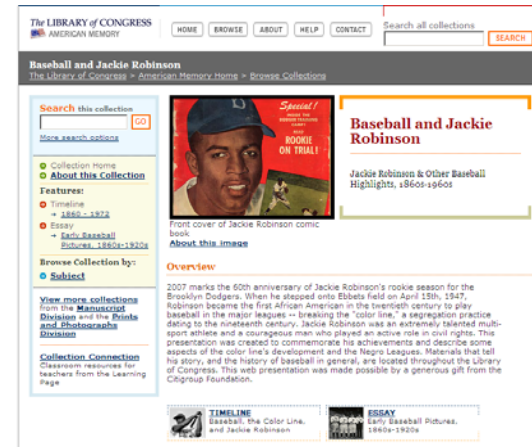 The LIBRARY of CONGRESS
AMERICAN MEMORY
HOME
BROWSE
ABOUT
HELP
CONTACT
Search all collections
SEARCH
Baseball and Jackie Robinson
The Library of Congress > American Memory Home > Browse Collections
Search this collection
GO
More search options
Collection Home
About this Collection
Features:
Timeline
1860 - 1972
Essay
Early Baseball
Pictures, 1860s-1920s
Browse Collection by:
Subject
View more collections
from the Manuscript
Division and the Prints
and Photographs
Division
Collection Connection
Classroom resources for
teachers from the Learning
Page
Special!
ROOKIE
ON TRIAL!
Front cover of Jackie Robinson comic
book
About this image
Baseball and Jackie
Robinson
Jackie Robinson & Other Baseball
Highlights, 1860s-1960s
Overview
2007 marks the 60th anniversary of Jackie Robinson's rookie season for the
Brooklyn Dodgers. When he stepped onto Ebbets field on April 15th, 1947,
Robinson became the first African American in the twentieth century to play
baseball in the major leagues -- breaking the "color line," a segregation practice
dating to the nineteenth century. Jackie Robinson was an extremely talented multi-
sport athlete and a courageous man who played an active role in civil rights. This
presentation was created to commemorate his achievements and describe some
aspects of the color line's development and the Negro Leagues. Materials that tell
his story, and the history of baseball in general, are located throughout the Library
of Congress. This web presentation was made possible by a generous gift from the
Citigroup Foundation.
TIMELINE
Baseball, the Color Line,
and Jackie Robinson
ESSAY
Early Baseball Pictures,
1860s-1920s